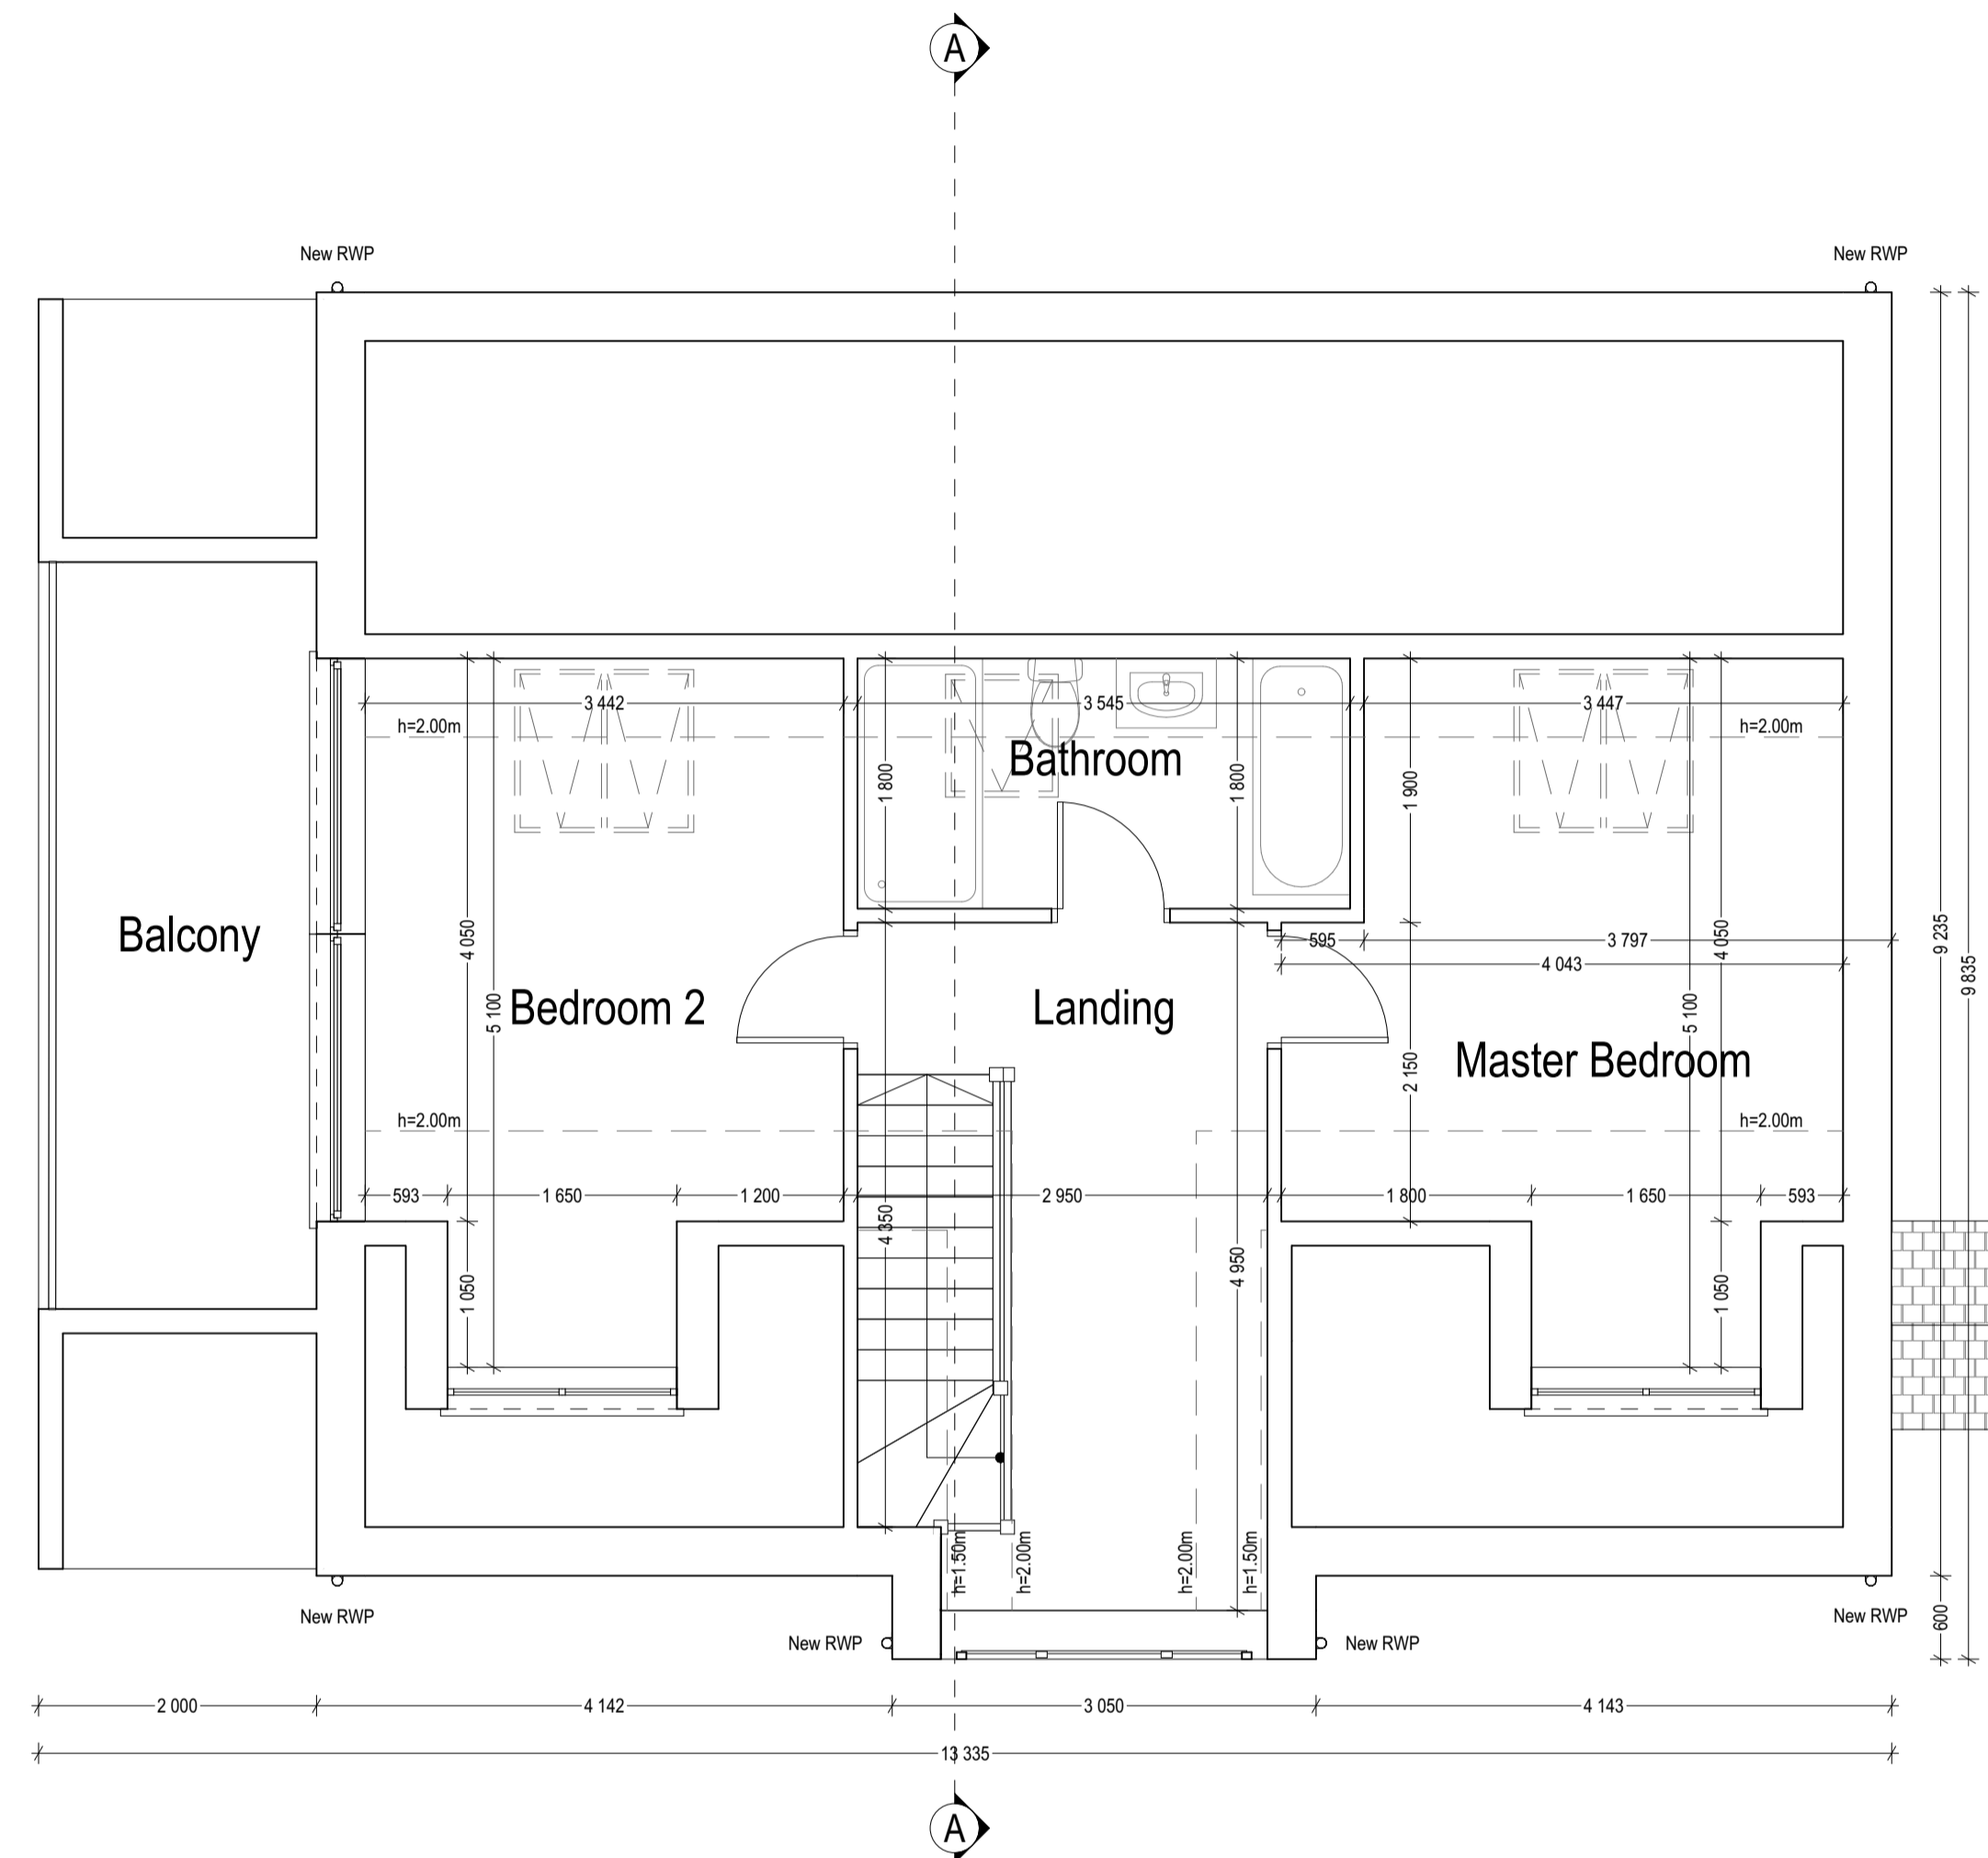 A
New RWP
New RWP
3 442
3 545
3 447
h=2.00m
h=2.00m
Bathroom
1 800
1 800
1 900
Balcony
4 050
595
3 797
4 050
9 235
4 043
9 835
5 100
Bedroom 2
Landing
5 100
Master Bedroom
2 150
h=2.00m
h=2.00m
593
1 650
1 200
2 950
1 800
1 650
593
4 350
4 950
1 050
1 050
h=1.50m
h=2.00m
h=2.00m
h=1.50m
New RWP
New RWP
600
New RWP
New RWP
2 000
4 142
3 050
4 143
13 335
A